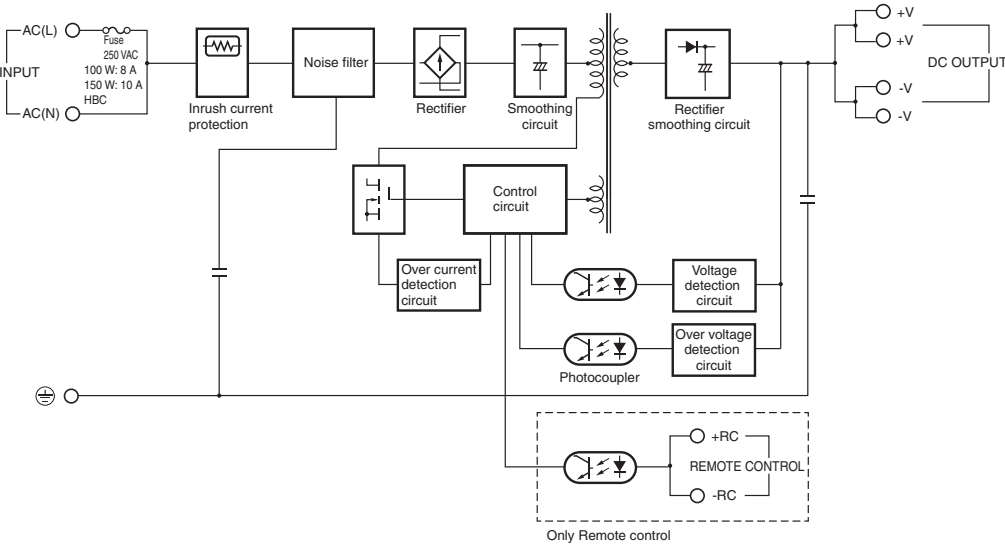 AC(L)
Fuse
250 VAC
100 W: 8 A
150 W: 10 A
HBC
INPUT
AC(N)
Inrush current
protection
Noise filter
Rectifier
Smoothing
circuit
Rectifier
smoothing circuit
+V
+V
DC OUTPUT
-V
-V
Control
circuit
Over current
detection
circuit
Voltage
detection
circuit
Over voltage
detection
circuit
Photocoupler
+RC
REMOTE CONTROL
-RC
Only Remote control